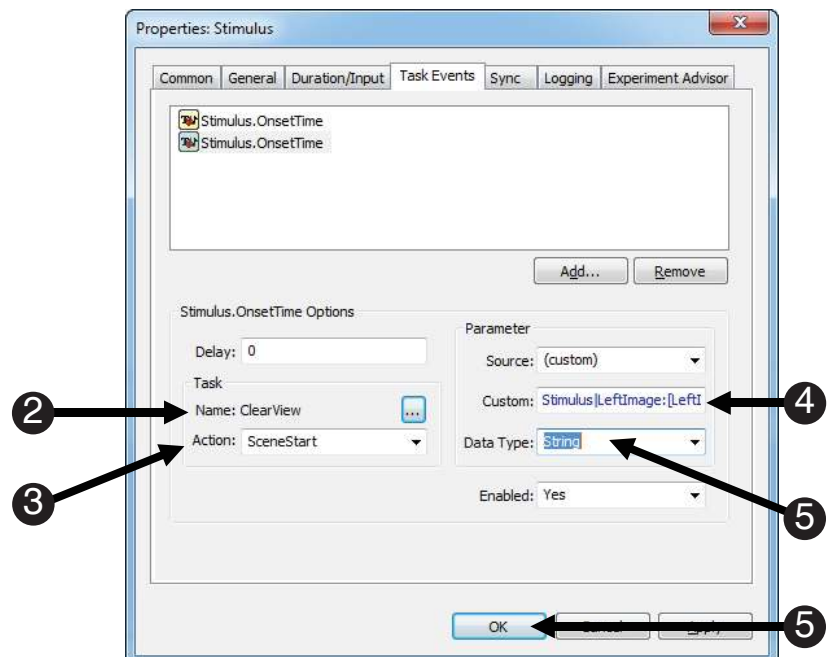 Properties: Stimulus
Common General Duration/Input Task Events Sync Logging Experiment Advisor
Stimulus.OnsetTime
Stimulus.OnsetTime
Add... Remove
Stimulus.OnsetTime Options
Delay: 0
Task
2 Name: ClearView ...
3 Action: SceneStart
Parameter
Source: (custom)
Custom: Stimulus|LeftImage:[LeftI 4
Data Type: String 5
Enabled: Yes
OK 5